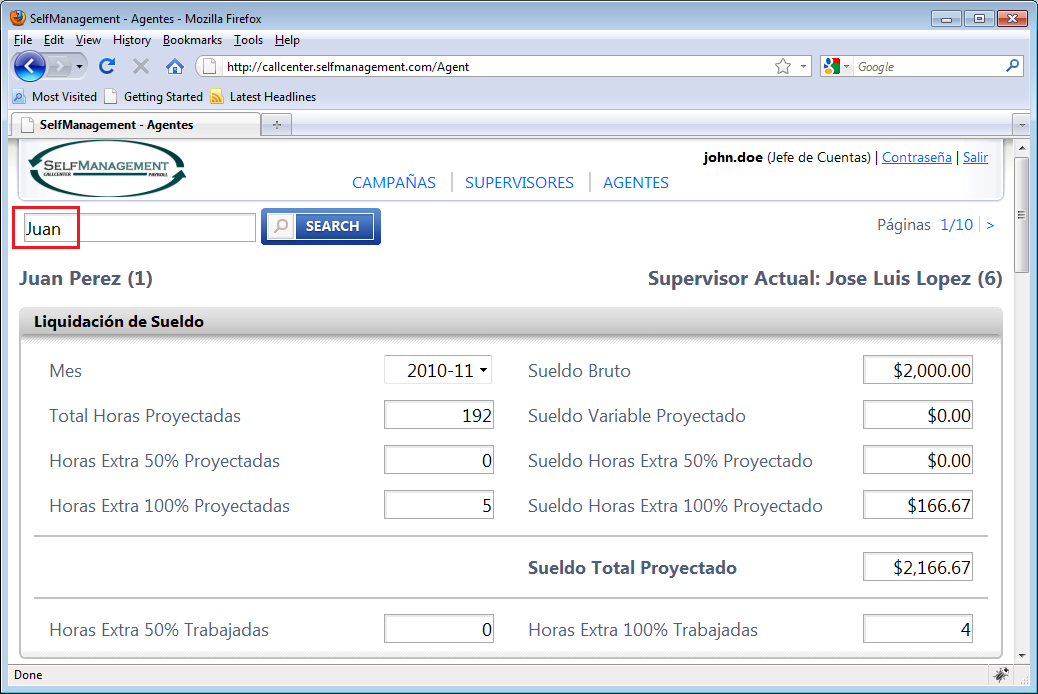 SelfManagement - Agentes - Mozilla Firefox
File Edit View History Bookmarks Tools Help
http://callcenter.selfmanagement.com/Agent
Google
Most Visited Getting Started Latest Headlines
SelfManagement - Agentes
SELFMANAGEMENT
CALLCENTER PAYROLL
john.doe (Jefe de Cuentas) | Contraseña | Salir
CAMPAÑAS | SUPERVISORES | AGENTES
Juan SEARCH Páginas 1/10 >
Juan Perez (1) Supervisor Actual: Jose Luis Lopez (6)
Liquidación de Sueldo
Mes 2010-11 Sueldo Bruto $2,000.00
Total Horas Proyectadas 192 Sueldo Variable Proyectado $0.00
Horas Extra 50% Proyectadas 0 Sueldo Horas Extra 50% Proyectado $0.00
Horas Extra 100% Proyectadas 5 Sueldo Horas Extra 100% Proyectado $166.67
Sueldo Total Proyectado $2,166.67
Horas Extra 50% Trabajadas 0 Horas Extra 100% Trabajadas 4
Done